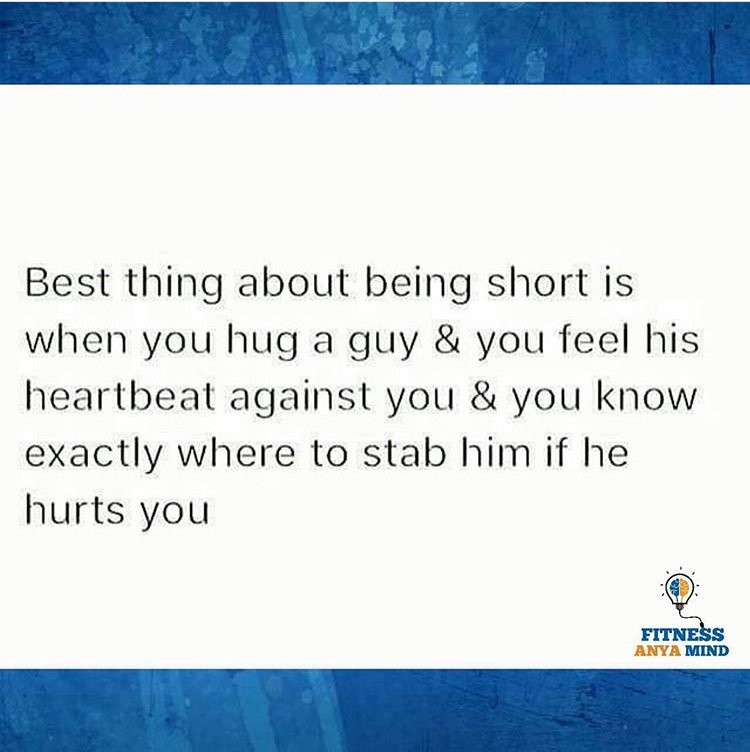 Best thing about being short is
when you hug a guy & you feel his
heartbeat against you & you know
exactly where to stab him if he
hurts you
FITNESS
ANYA MIND